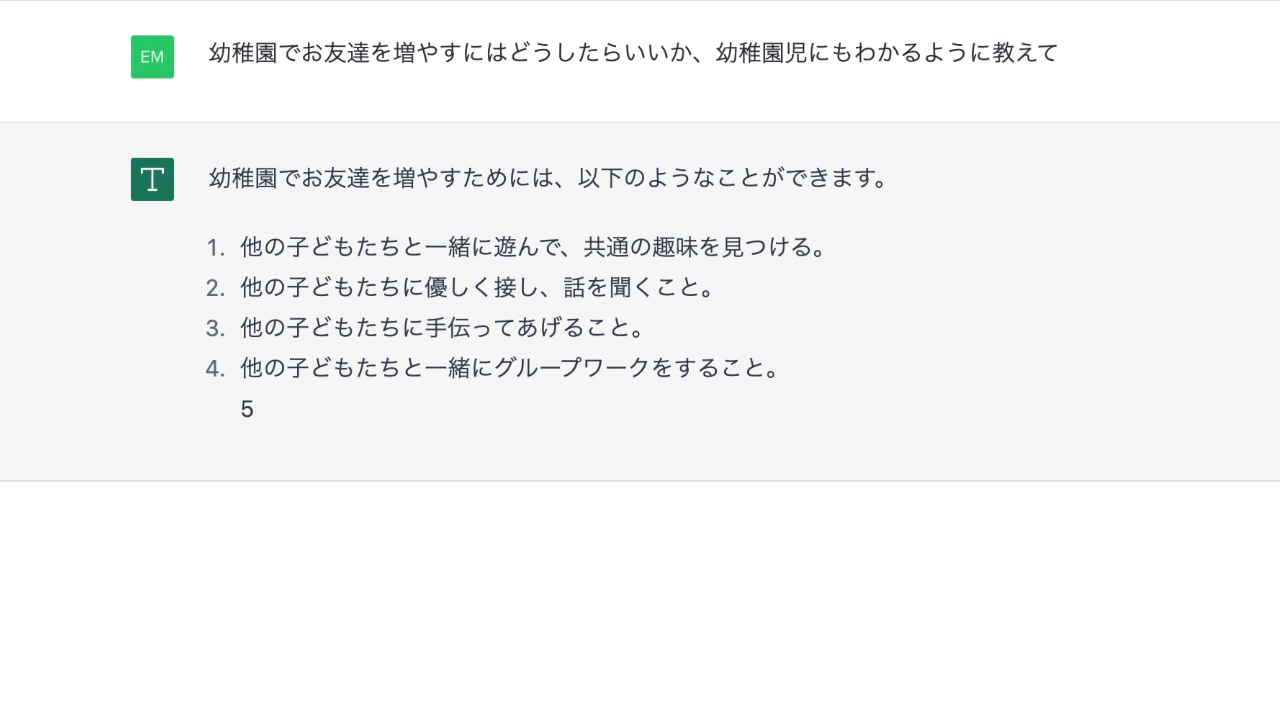 EM
幼稚園でお友達を増やすにはどうしたらいいか、幼稚園児にもわかるように教えて
T
幼稚園でお友達を増やすためには、以下のようなことができます。
1. 他の子どもたちと一緒に遊んで、共通の趣味を見つける。
2. 他の子どもたちに優しく接し、話を聞くこと。
3. 他の子どもたちに手伝ってあげること。
4. 他の子どもたちと一緒にグループワークをすること。
5